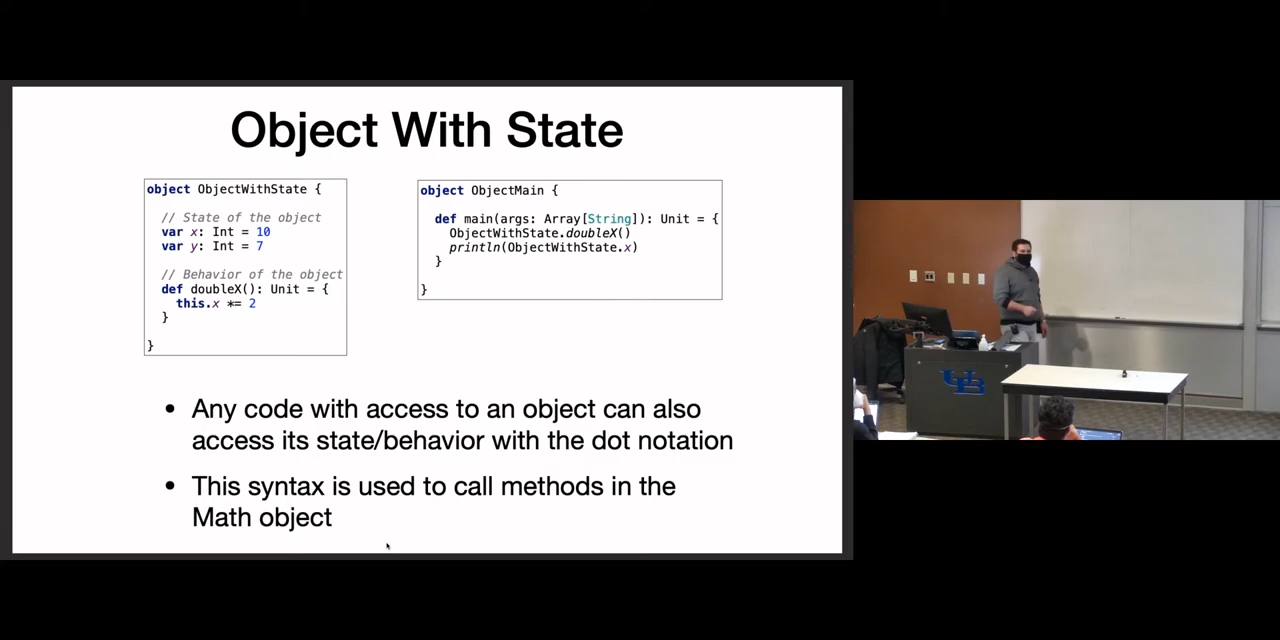 Object With State
object ObjectWithState {
// State of the object
var x: Int = 10
var y: Int = 7
// Behavior of the object
def doubleX(): Unit = {
this.x *= 2
}
}
object ObjectMain {
def main(args: Array[String]): Unit = {
ObjectWithState.doubleX()
println(ObjectWithState.x)
}
}
• Any code with access to an object can also
access its state/behavior with the dot notation
• This syntax is used to call methods in the
Math object
UB